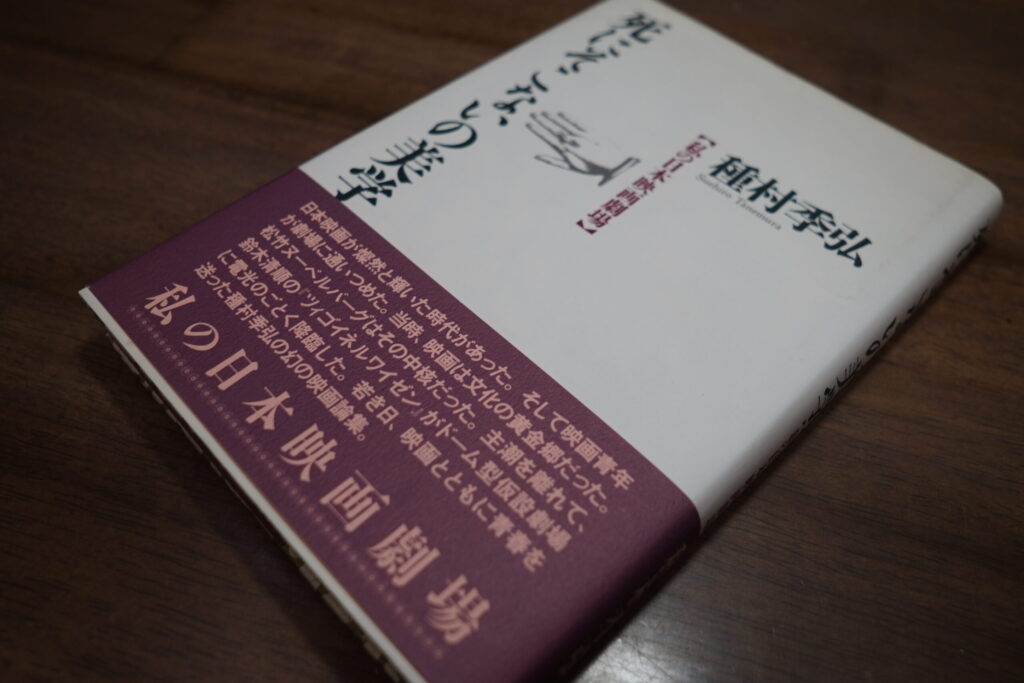 死にぞこないの美学
【私の日本映画劇場】
種村季弘
Suehiro Tanemura
日本映画が燦然と輝いた時代があった。そして映画青年
が劇場に通いつめた。当時、映画は文化の黄金郷だった。
松竹ヌーベルバーグはその中核だった。主潮を離れて、
鈴木清順の『ツィゴイネルワイゼン』がドーム型仮設劇場
に電光のごとく降臨した。若き日、映画とともに青春を
送った種村季弘の幻の映画論集。
私の日本映画劇場